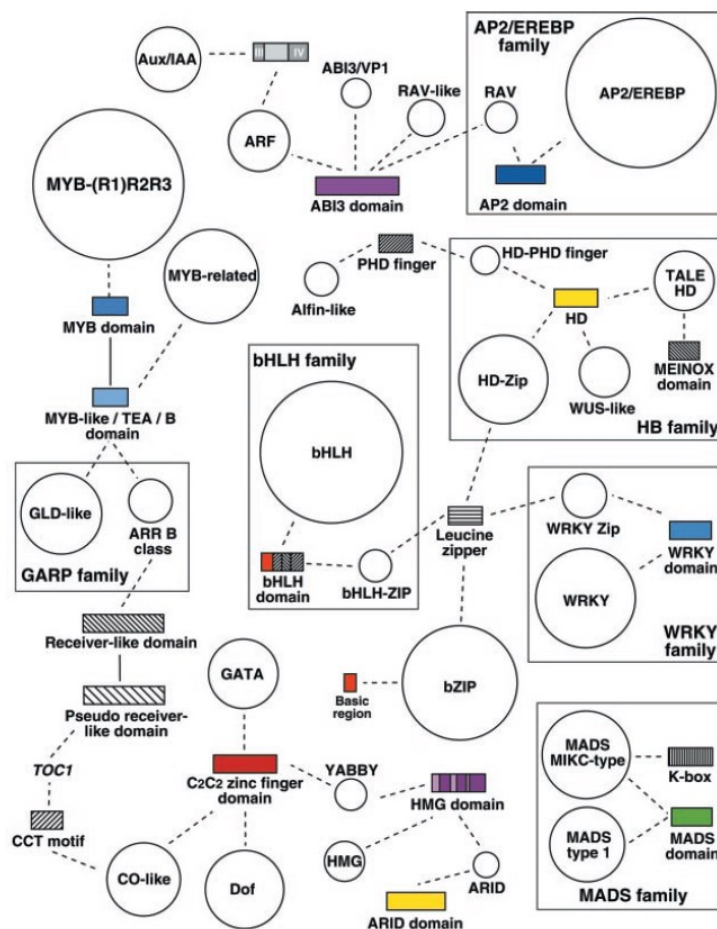 Aux/IAA
III
IV
ABI3/VP1
RAV-like
ARF
ABI3 domain
AP2/EREBP
family
RAV
AP2/EREBP
AP2 domain
MYB-(R1)R2R3
MYB-related
MYB domain
MYB-like / TEA / B
domain
PHD finger
Alfin-like
HD-PHD finger
TALE
HD
HD
MEINOX
domain
HD-Zip
WUS-like
HB family
bHLH family
bHLH
bHLH
domain
bHLH-ZIP
GLD-like
ARR B
class
GARP family
Leucine
zipper
WRKY Zip
WRKY
domain
WRKY
WRKY
family
Receiver-like domain
Pseudo receiver-
like domain
TOC1
CCT motif
CO-like
GATA
C2C2 zinc finger
domain
Dof
Basic
region
bZIP
YABBY
HMG domain
HMG
ARID
ARID domain
MADS
MIKC-type
K-box
MADS
type 1
MADS
domain
MADS family